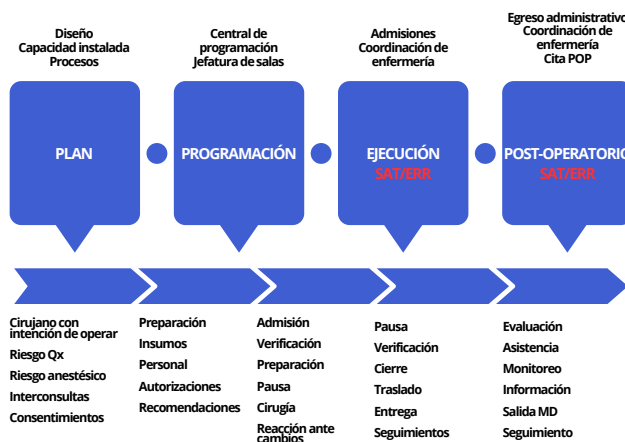 Diseño
Capacidad instalada
Procesos
Central de
programación
Jefatura de salas
Admisiones
Coordinación de
enfermería
Egreso administrativo
Coordinación de
enfermería
Cita POP
PLAN
PROGRAMACIÓN
EJECUCIÓN
SAT/ERR
POST-OPERATORIO
SAT/ERR
Cirujano con
intención de operar
Riesgo Qx
Riesgo anestésico
Interconsultas
Consentimientos
Preparación
Insumos
Personal
Autorizaciones
Recomendaciones
Admisión
Verificación
Preparación
Pausa
Cirugía
Reacción ante
cambios
Pausa
Verificación
Cierre
Traslado
Entrega
Seguimientos
Evaluación
Asistencia
Monitoreo
Información
Salida MD
Seguimiento